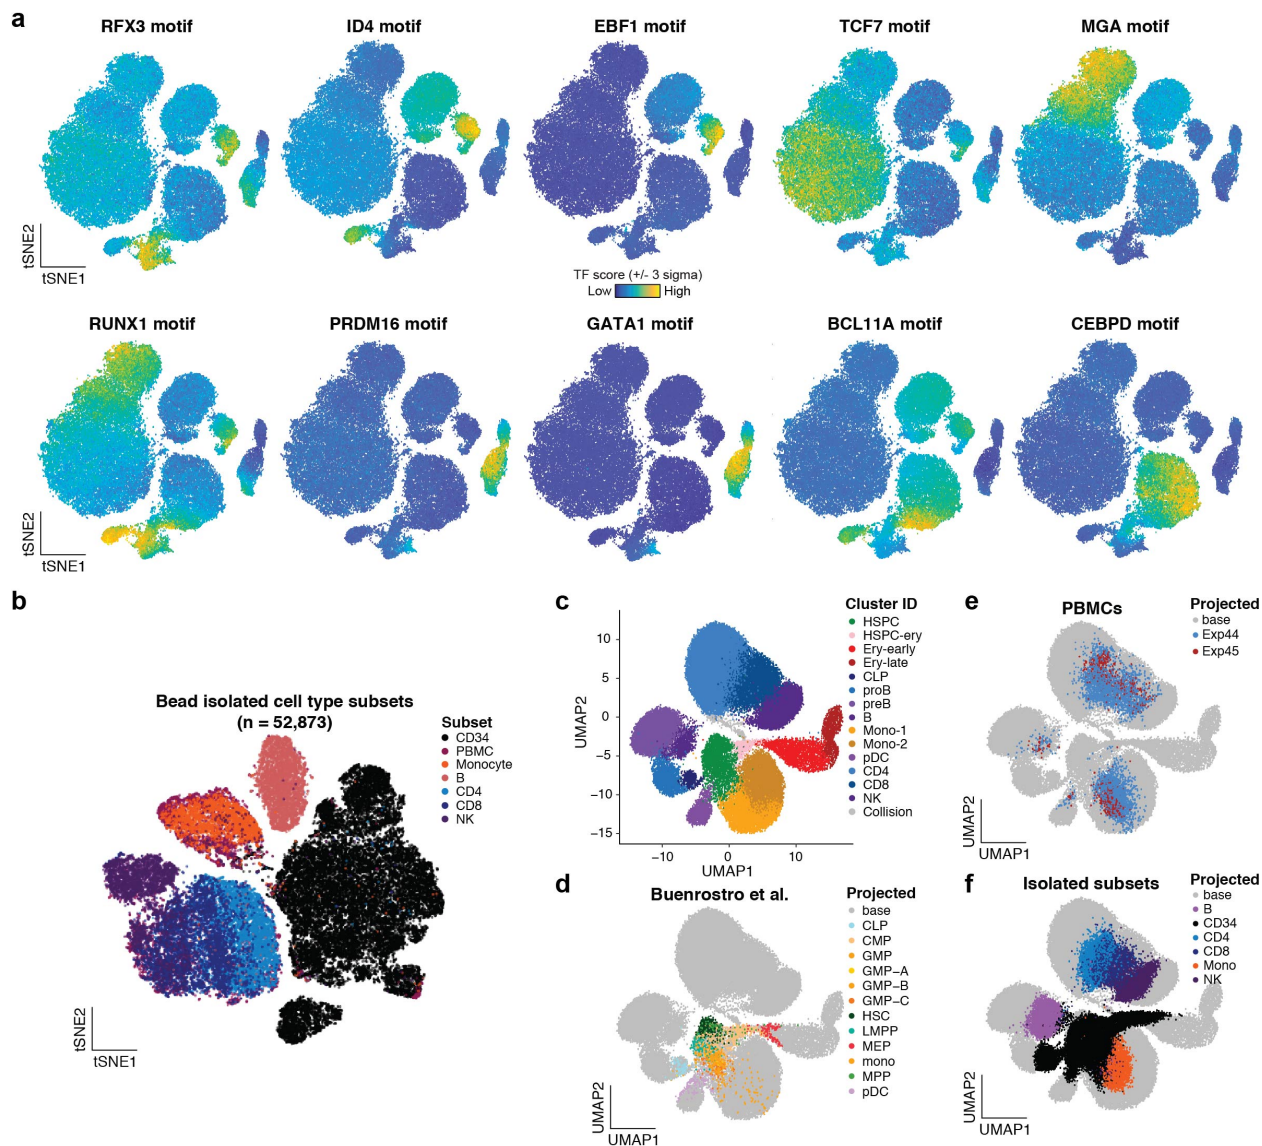 a
RFX3 motif
ID4 motif
EBF1 motif
TCF7 motif
MGA motif
tSNE2
tSNE1
TF score (+/- 3 sigma)
Low
High
RUNX1 motif
PRDM16 motif
GATA1 motif
BCL11A motif
CEBPD motif
tSNE2
tSNE1
b
Bead isolated cell type subsets
(n = 52,873)
Subset
CD34
PBMC
Monocyte
B
CD4
CD8
NK
tSNE2
tSNE1
c
Cluster ID
HSPC
HSPC-ery
Ery-early
Ery-late
CLP
proB
preB
B
Mono-1
Mono-2
pDC
CD4
CD8
NK
Collision
UMAP2
10
5
0
−5
−10
−15
−10
0
10
UMAP1
d
Buenrostro et al.
Projected
base
CLP
CMP
GMP
GMP−A
GMP−B
GMP−C
HSC
LMPP
MEP
mono
MPP
pDC
UMAP2
UMAP1
e
PBMCs
Projected
base
Exp44
Exp45
UMAP2
UMAP1
f
Isolated subsets
Projected
base
B
CD34
CD4
CD8
Mono
NK
UMAP2
UMAP1